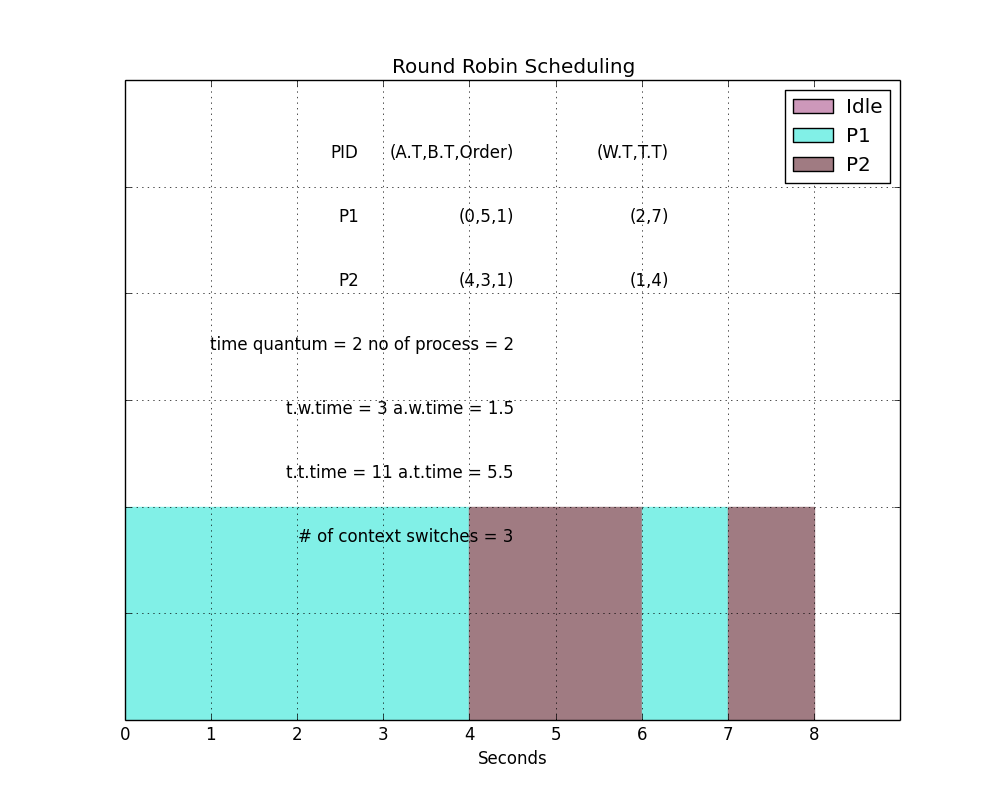 Round Robin Scheduling
Idle
P1
P2
PID (A.T,B.T,Order) (W.T,T.T)
P1 (0,5,1) (2,7)
P2 (4,3,1) (1,4)
time quantum = 2 no of process = 2
t.w.time = 3 a.w.time = 1.5
t.t.time = 11 a.t.time = 5.5
# of context switches = 3
0 1 2 3 4 5 6 7 8
Seconds